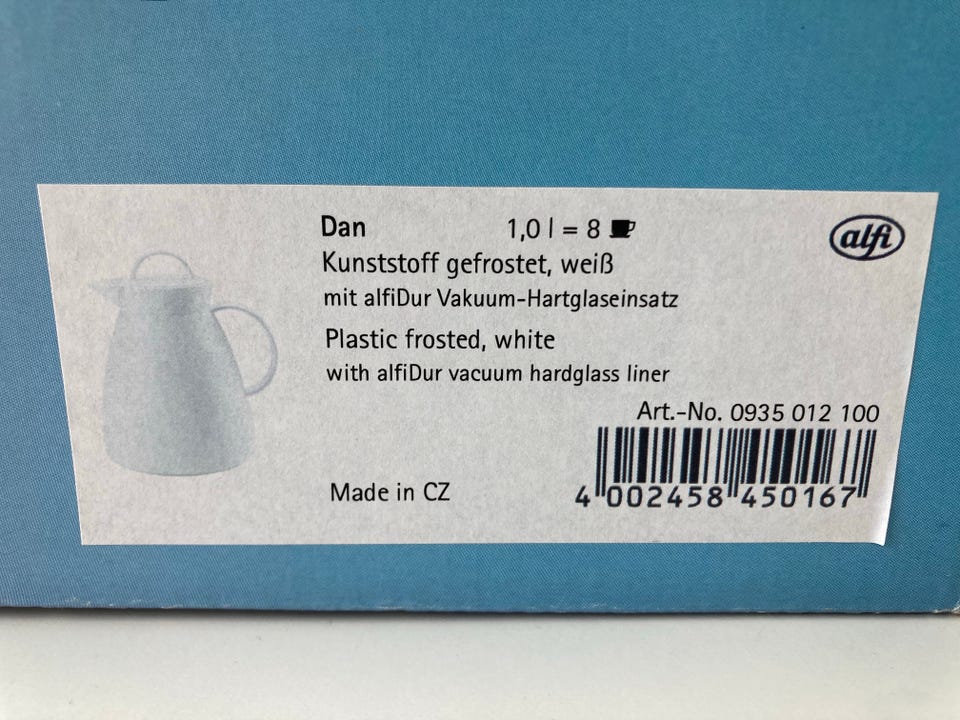 Dan 1,0 l = 8
alfi
Kunststoff gefrostet, weiß
mit alfiDur Vakuum-Hartglaseinsatz
Plastic frosted, white
with alfiDur vacuum hardglass liner
Art.-No. 0935 012 100
Made in CZ
4 002458 450167